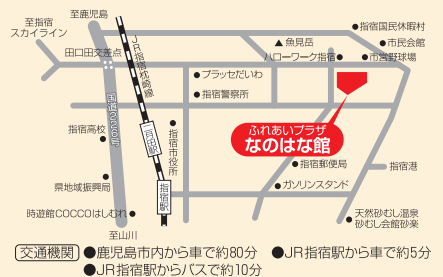 至鹿児島
至指宿
スカイライン
田口田交差点
JR指宿枕崎線
国道226号
二月田駅
指宿国民休暇村
市民会館
▲魚見岳
ハローワーク指宿●
●市営野球場
●プラッセだいわ
●指宿警察所
ふれあいプラザ
なのはな館
指宿高校
●指宿市役所
県地域振興局
指宿駅
●指宿郵便局
指宿港
●ガソリンスタンド
時遊館COCCOはしむれ●
天然砂むし温泉
砂むし会館砂楽
至山川
交通機関 ●鹿児島市内から車で約80分 ●JR指宿駅から車で約5分
●JR指宿駅からバスで約10分